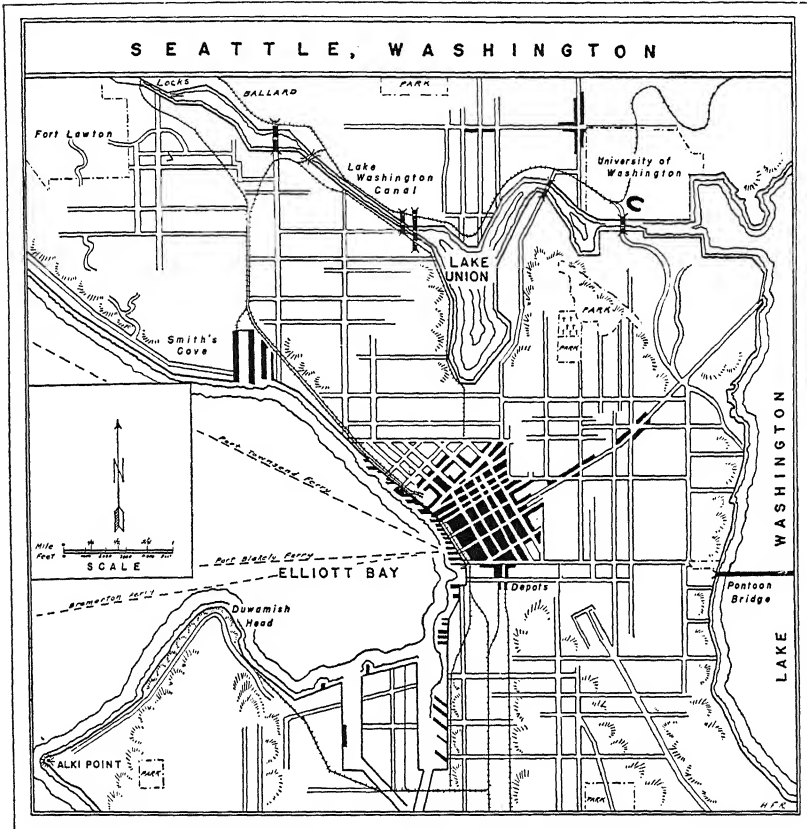 SEATTLE, WASHINGTON
Locks
BALLARD
PARK
Fort Lawton
Lake
Washington
Canal
University of
Washington
LAKE
UNION
PARK
PARK
Smith's
Cove
Port Townsend Ferry
N
Mile
Feet
SCALE
Port Blakely Ferry
ELLIOTT BAY
Bremerton Ferry
Duwamish
Head
Depots
Pontoon
Bridge
LAKE WASHINGTON
ALKI POINT
PARK
PARK
HFR